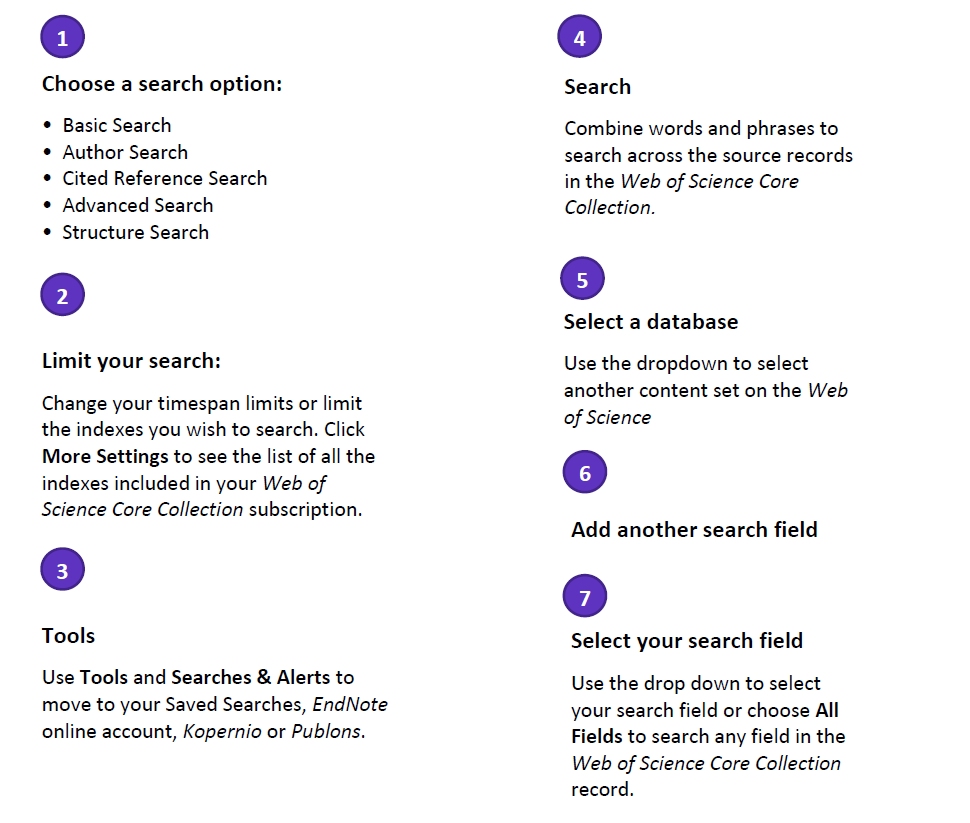 1
Choose a search option:
• Basic Search
• Author Search
• Cited Reference Search
• Advanced Search
• Structure Search
2
Limit your search:
Change your timespan limits or limit
the indexes you wish to search. Click
More Settings to see the list of all the
indexes included in your Web of
Science Core Collection subscription.
3
Tools
Use Tools and Searches & Alerts to
move to your Saved Searches, EndNote
online account, Kopernio or Publons.
4
Search
Combine words and phrases to
search across the source records
in the Web of Science Core
Collection.
5
Select a database
Use the dropdown to select
another content set on the Web
of Science
6
Add another search field
7
Select your search field
Use the drop down to select
your search field or choose All
Fields to search any field in the
Web of Science Core Collection
record.